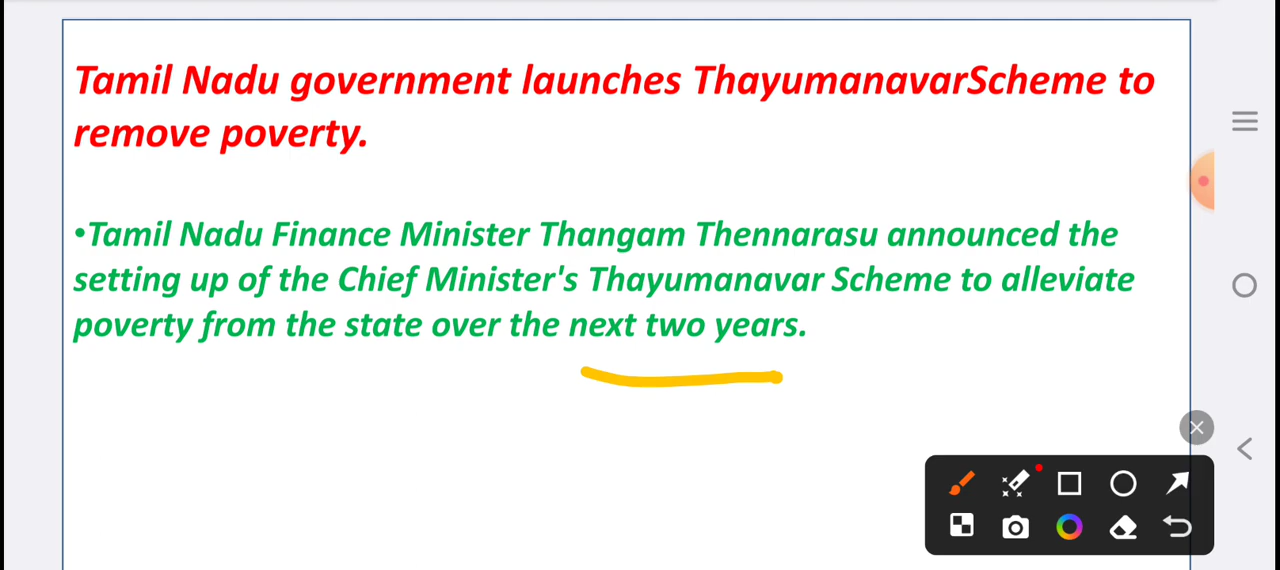 Tamil Nadu government launches ThayumanavarScheme to
remove poverty.
•Tamil Nadu Finance Minister Thangam Thennarasu announced the
setting up of the Chief Minister's Thayumanavar Scheme to alleviate
poverty from the state over the next two years.